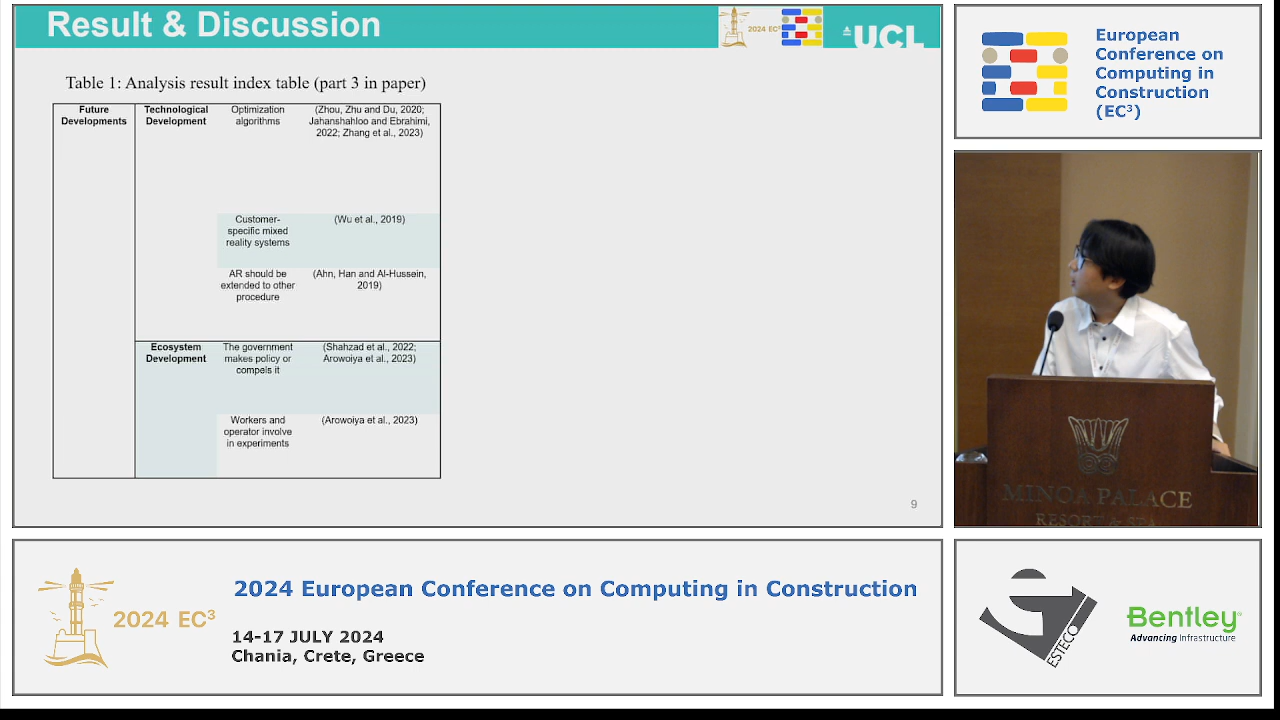 Result & Discussion
2024 EC³
UCL
Table 1: Analysis result index table (part 3 in paper)
Future
Developments
Technological
Development
Optimization
algorithms
(Zhou, Zhu and Du, 2020;
Jahanshahloo and Ebrahimi,
2022; Zhang et al., 2023)
Customer-
specific mixed
reality systems
(Wu et al., 2019)
AR should be
extended to other
procedure
(Ahn, Han and Al-Hussein,
2019)
Ecosystem
Development
The government
makes policy or
compels it
(Shahzad et al., 2022;
Arowoiya et al., 2023)
Workers and
operator involve
in experiments
(Arowoiya et al., 2023)
9
European
Conference on
Computing in
Construction
(EC³)
MINOA PALACE
RESORT & SPA
2024 EC³
2024 European Conference on Computing in Construction
14-17 JULY 2024
Chania, Crete, Greece
ESTECO
Bentley
Advancing Infrastructure